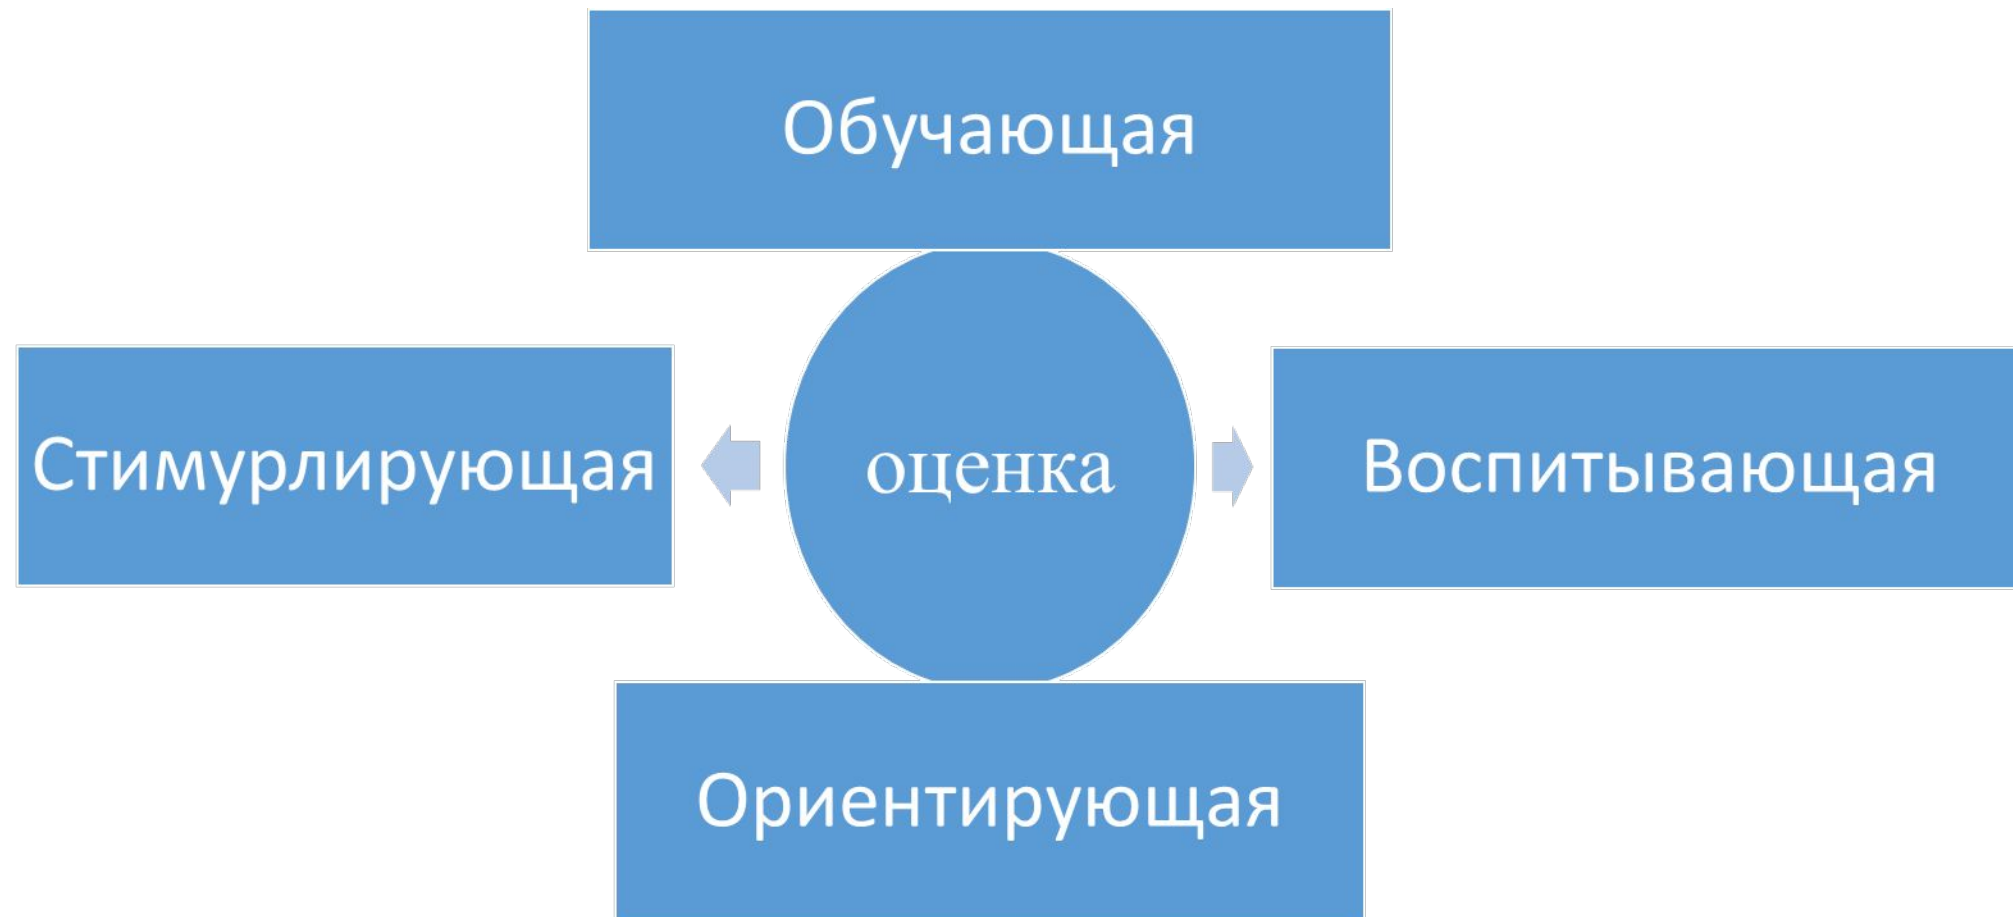 Обучающая
Стимурлирующая
оценка
Воспитывающая
Ориентирующая